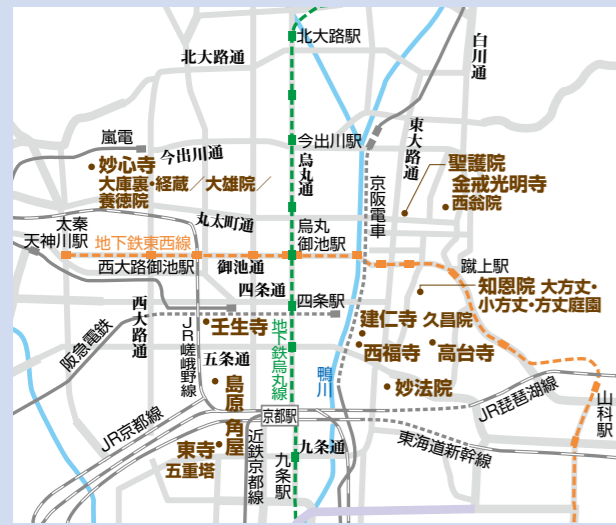 北大路駅
白川通
北大路通
嵐電
今出川通
今出川駅
烏丸通
東大路通
京阪電車
妙心寺
大庫裏・経蔵／大雄院／
養徳院
聖護院
金戒光明寺
西翁院
丸太町通
太秦
天神川駅
地下鉄東西線
烏丸
御池駅
西大路御池駅
御池通
蹴上駅
四条通
四条駅
知恩院 大方丈・
小方丈・方丈庭園
西大路通
阪急電鉄
JR嵯峨野線
壬生寺
地下鉄烏丸線
鴨川
建仁寺 久昌院
西福寺
高台寺
五条通
島原
角屋
妙法院
JR琵琶湖線
山科駅
JR京都線
京都駅
東海道新幹線
東寺
五重塔
近鉄京都線
九条駅
九条通